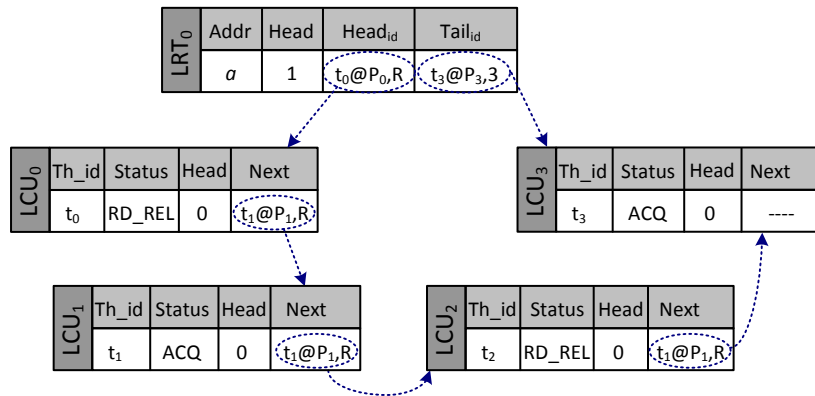 LRT0
Addr Head Headid Tailid
a 1 t0@P0,R t3@P3,3
LCU0
Th_id Status Head Next
t0 RD_REL 0 t1@P1,R
LCU3
Th_id Status Head Next
t3 ACQ 0 ----
LCU1
Th_id Status Head Next
t1 ACQ 0 t1@P1,R
LCU2
Th_id Status Head Next
t2 RD_REL 0 t1@P1,R